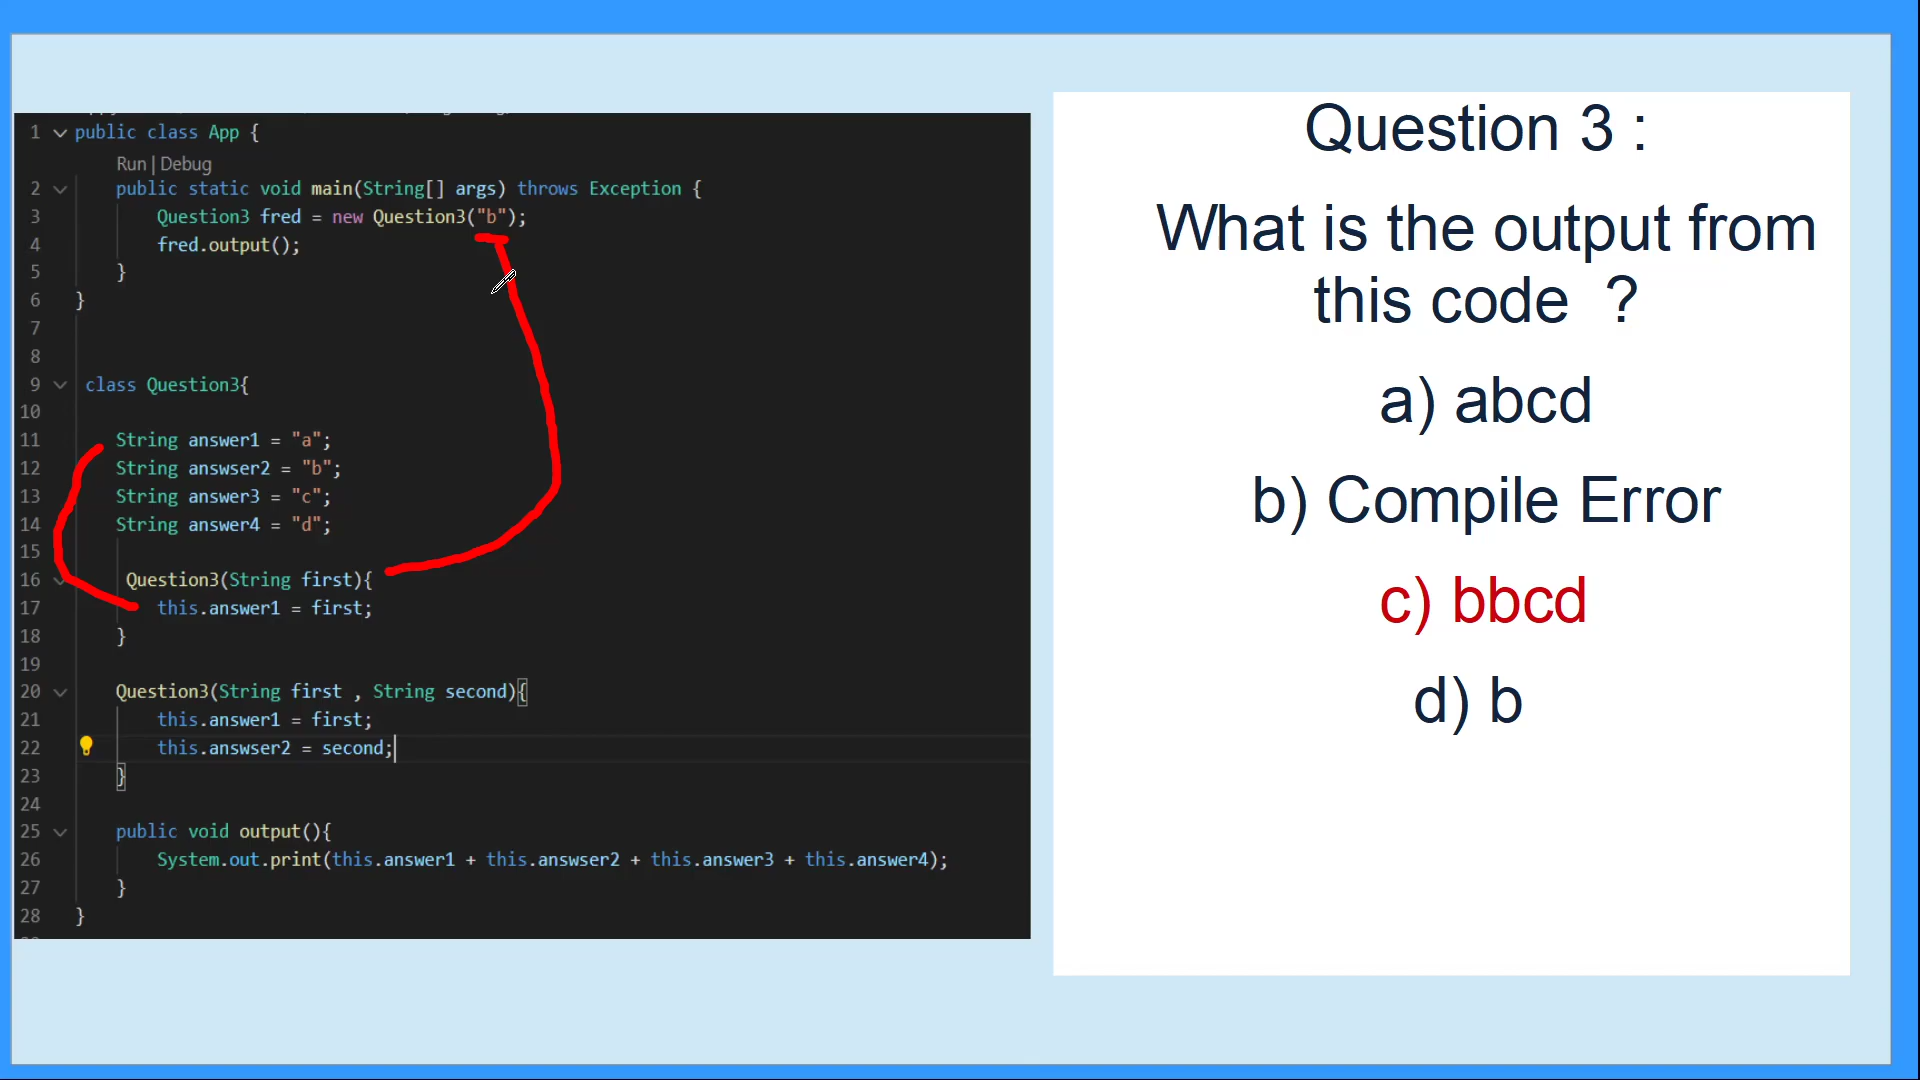 1 public class App {
Run | Debug
2 public static void main(String[] args) throws Exception {
3 Question3 fred = new Question3("b");
4 fred.output();
5 }
6 }
7
8
9 class Question3{
10
11 String answer1 = "a";
12 String answser2 = "b";
13 String answer3 = "c";
14 String answer4 = "d";
15
16 Question3(String first){
17 this.answer1 = first;
18 }
19
20 Question3(String first , String second){
21 this.answer1 = first;
22 this.answser2 = second;
23 }
24
25 public void output(){
26 System.out.print(this.answer1 + this.answser2 + this.answer3 + this.answer4);
27 }
28 }
Question 3 :
What is the output from
this code ?
a) abcd
b) Compile Error
c) bbcd
d) b